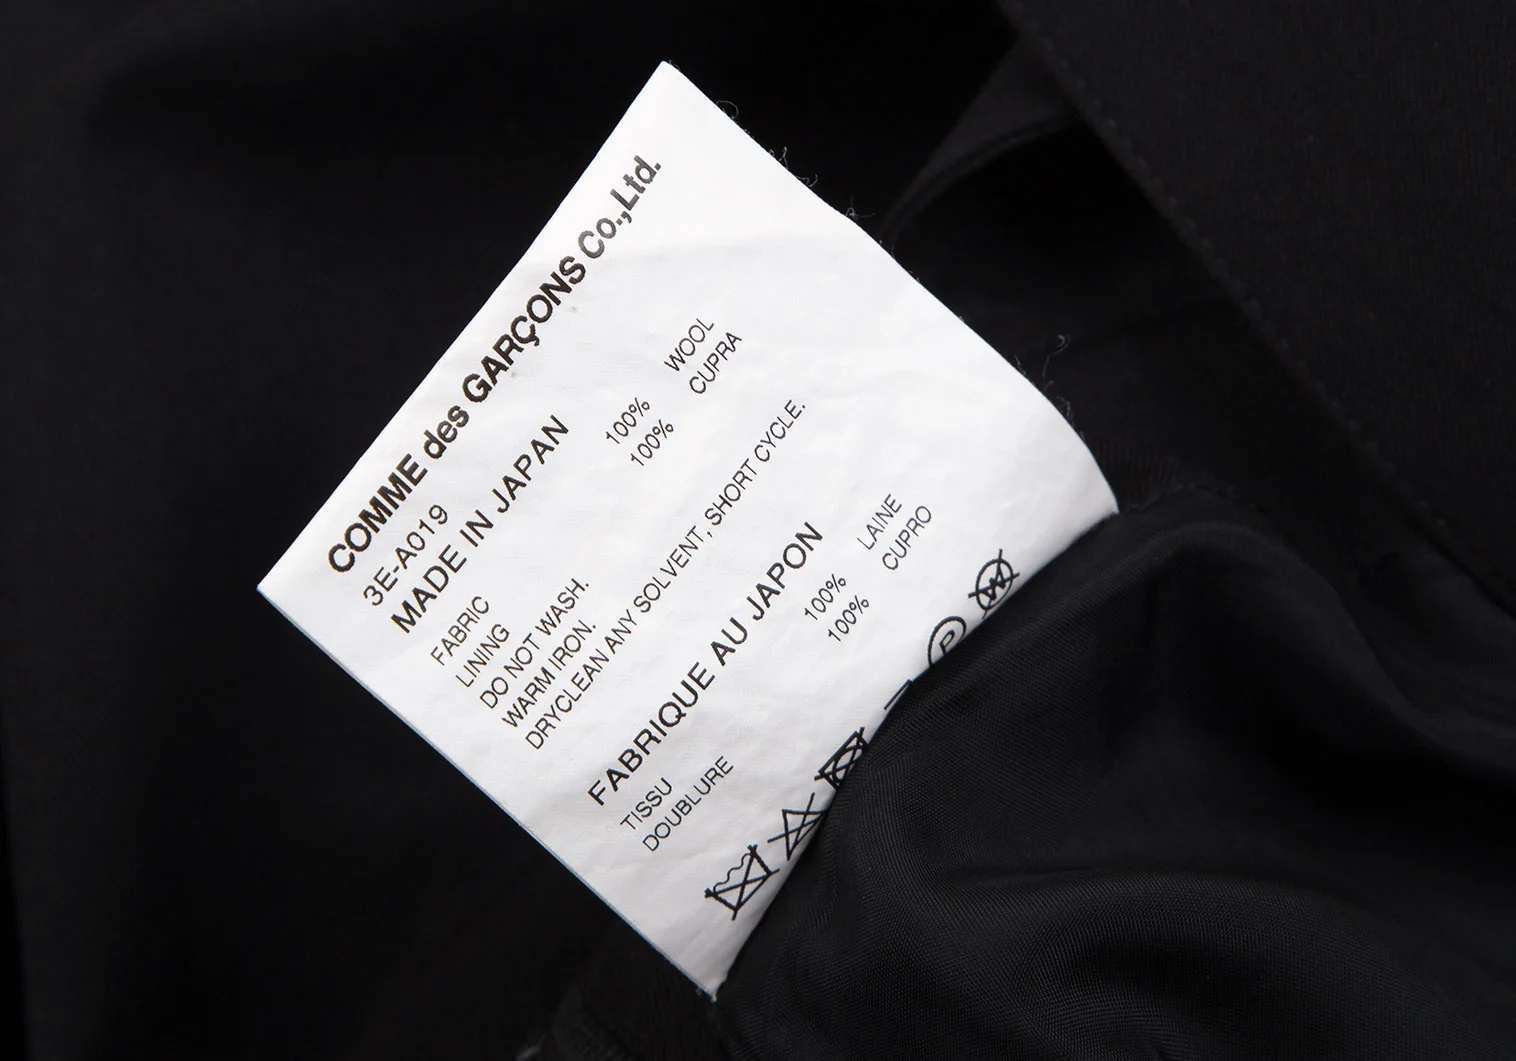 COMME des GARÇONS Co.,Ltd.
3E-A019
MADE IN JAPAN
FABRIC 100% WOOL
LINING 100% CUPRA
DO NOT WASH.
WARM IRON.
DRYCLEAN ANY SOLVENT, SHORT CYCLE.
FABRIQUE AU JAPON
TISSU 100% LAINE
DOUBLURE 100% CUPRO
P W